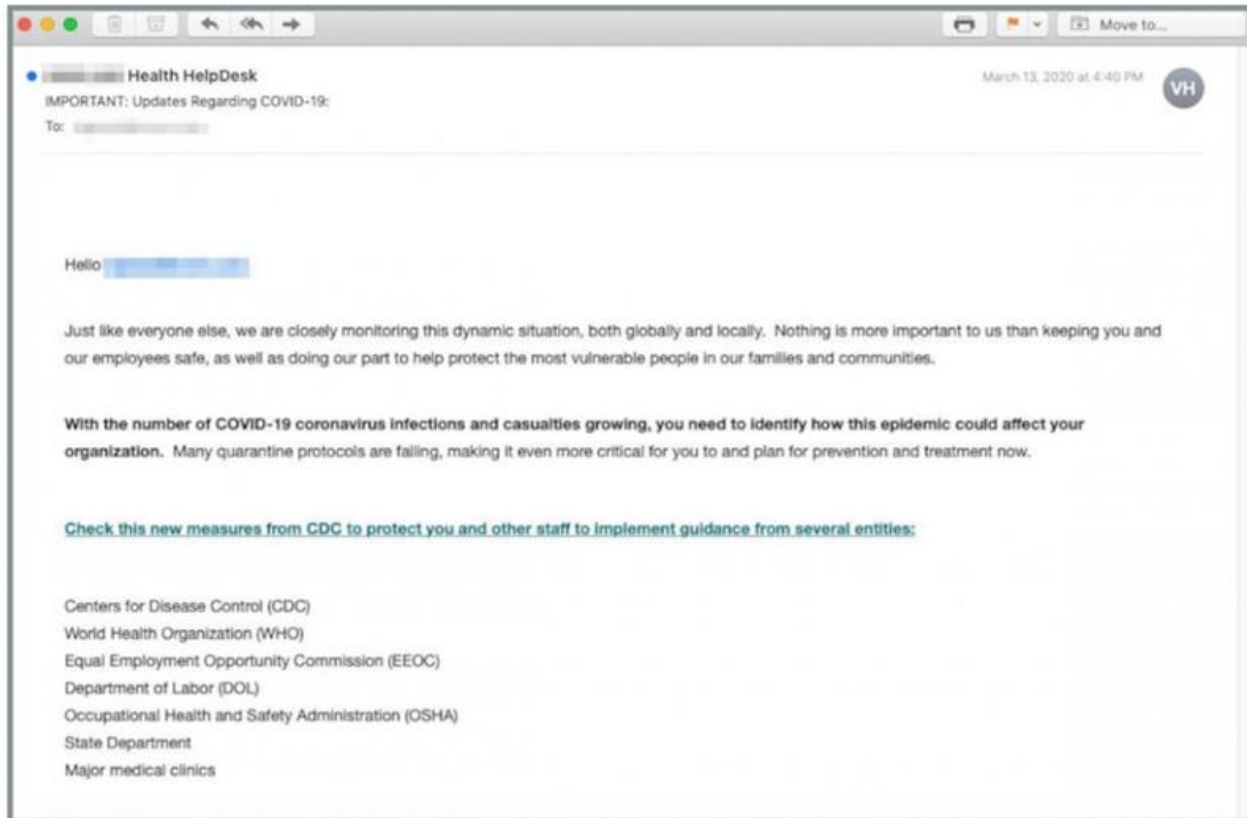 Move to...
Health HelpDesk
March 13, 2020 at 4:40 PM
VH
IMPORTANT: Updates Regarding COVID-19:
To:
Hello
Just like everyone else, we are closely monitoring this dynamic situation, both globally and locally. Nothing is more important to us than keeping you and
our employees safe, as well as doing our part to help protect the most vulnerable people in our families and communities.
With the number of COVID-19 coronavirus infections and casualties growing, you need to identify how this epidemic could affect your
organization. Many quarantine protocols are failing, making it even more critical for you to and plan for prevention and treatment now.
Check this new measures from CDC to protect you and other staff to implement guidance from several entities:
Centers for Disease Control (CDC)
World Health Organization (WHO)
Equal Employment Opportunity Commission (EEOC)
Department of Labor (DOL)
Occupational Health and Safety Administration (OSHA)
State Department
Major medical clinics